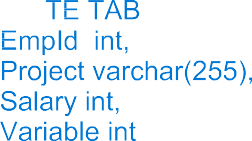 TE TAB
EmpId int,
Project varchar(255),
Salary int,
Variable int